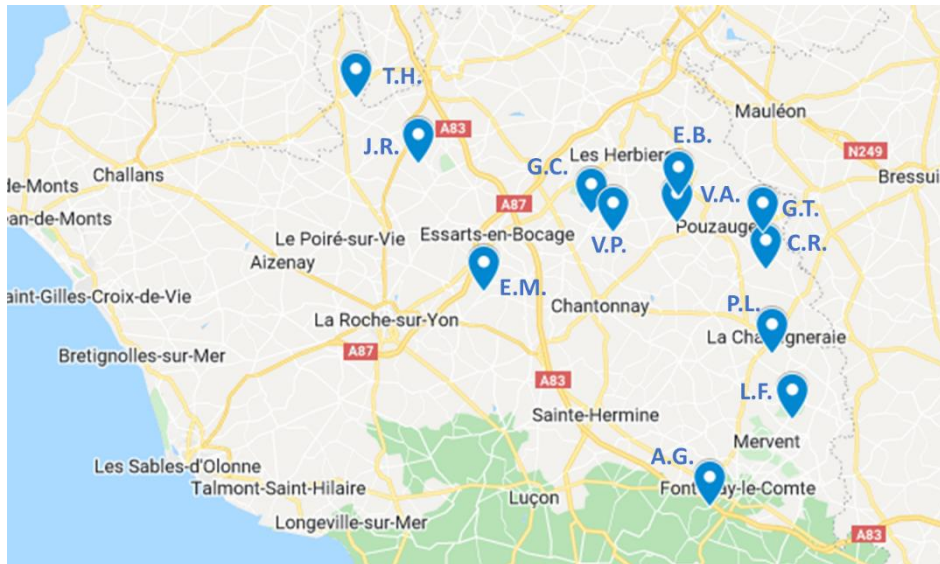 T.H.
Mauléon
A83
J.R.
E.B.
Les Herbiers
N249
Challans
G.C.
Bressui
de-Monts
V.A.
A87
G.T.
ean-de-Monts
Pouzauge
Le Poiré-sur-Vie
Essarts-en-Bocage
V.P.
C.R.
Aizenay
E.M.
aint-Gilles-Croix-de-Vie
Chantonnay
P.L.
La Roche-sur-Yon
La Cha gneraie
Bretignolles-sur-Mer
A87
A83
L.F.
Sainte-Hermine
Mervent
A.G.
Les Sables-d'Olonne
Talmont-Saint-Hilaire
Luçon
Font ay-le-Comte
Longeville-sur-Mer
A83